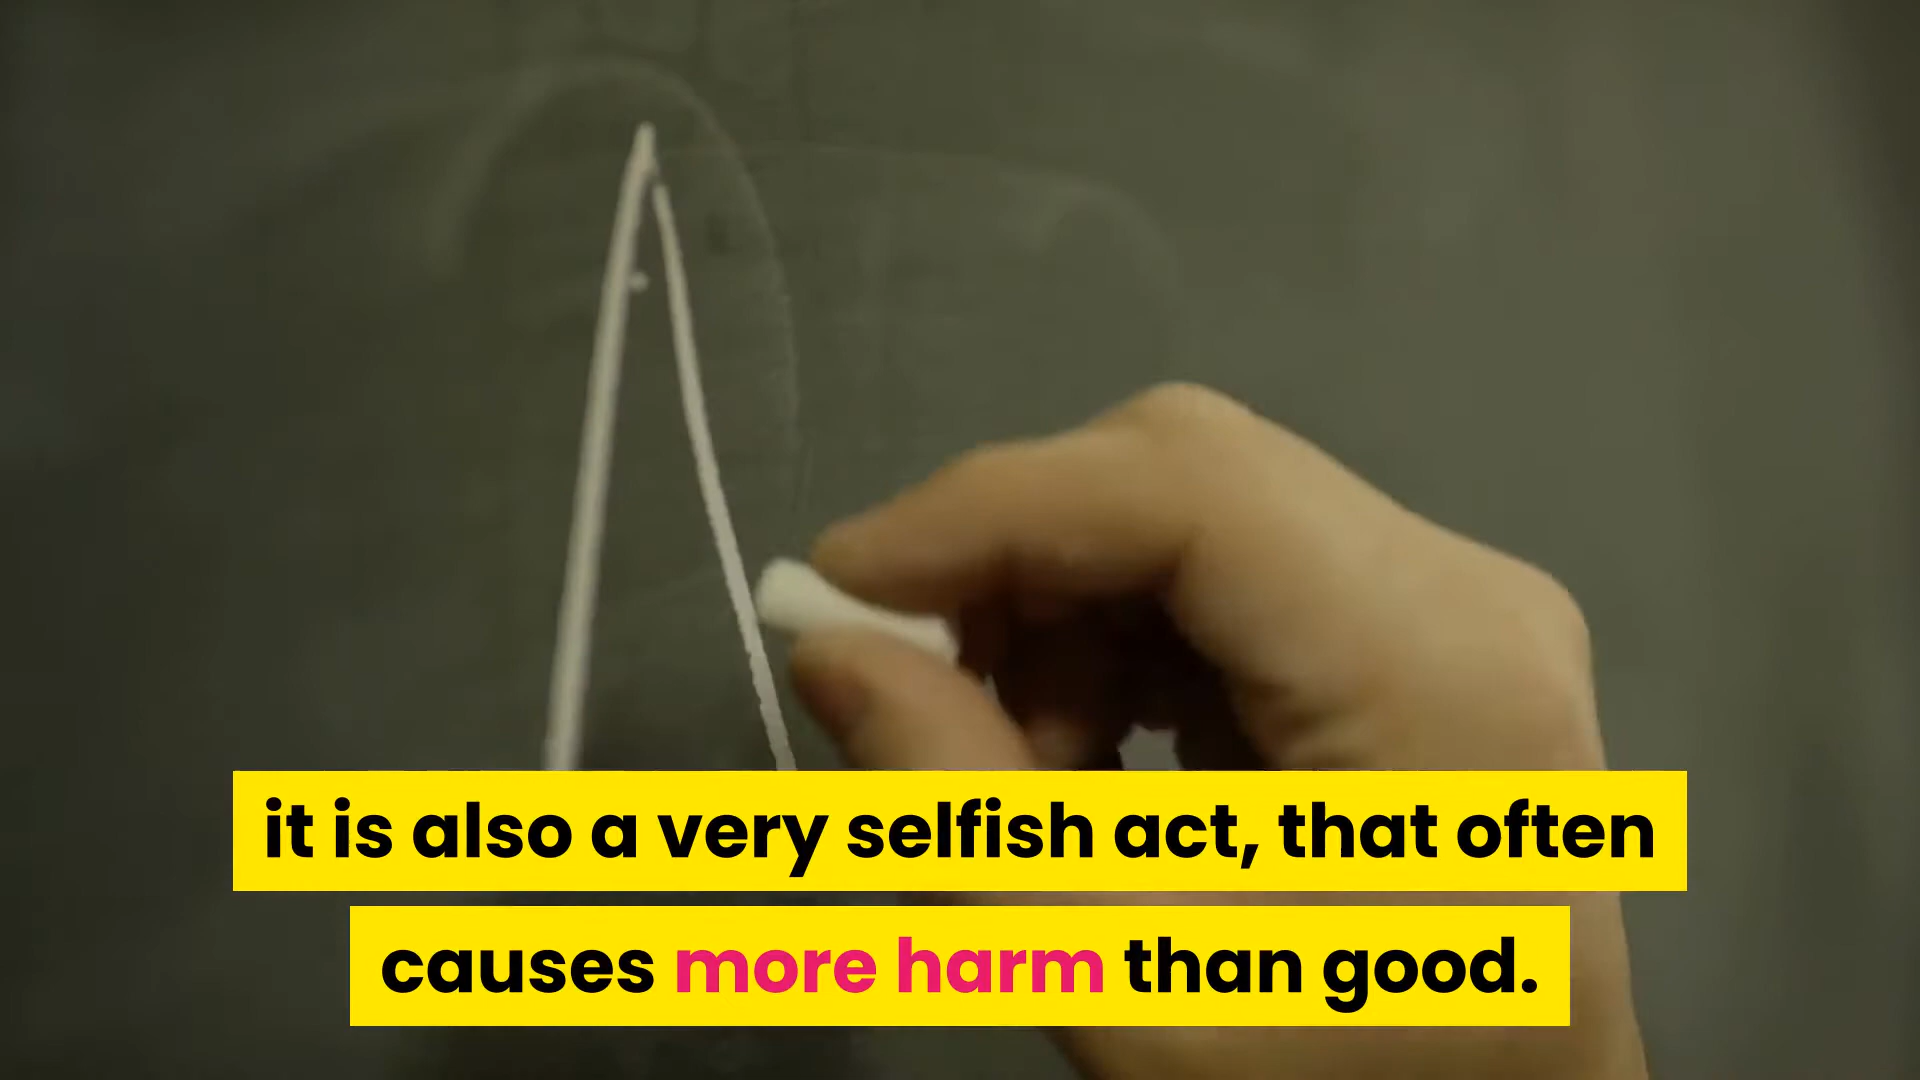 it is also a very selfish act, that often
causes more harm than good.